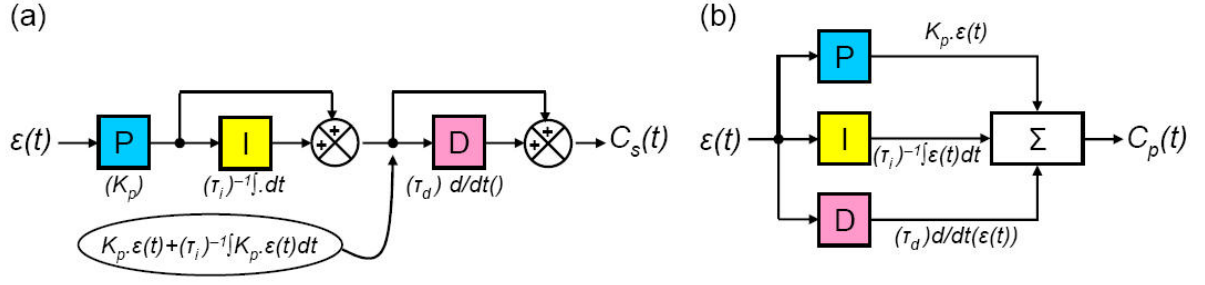 (a)
ε(t)
P
I
+
+
D
+
+
C_s(t)
(K_p)
(τ_i)⁻¹∫.dt
(τ_d) d/dt()
K_p.ε(t)+(τ_i)⁻¹∫K_p.ε(t)dt
(b)
K_p.ε(t)
P
ε(t)
I
(τ_i)⁻¹∫ε(t)dt
Σ
C_p(t)
D
(τ_d)d/dt(ε(t))